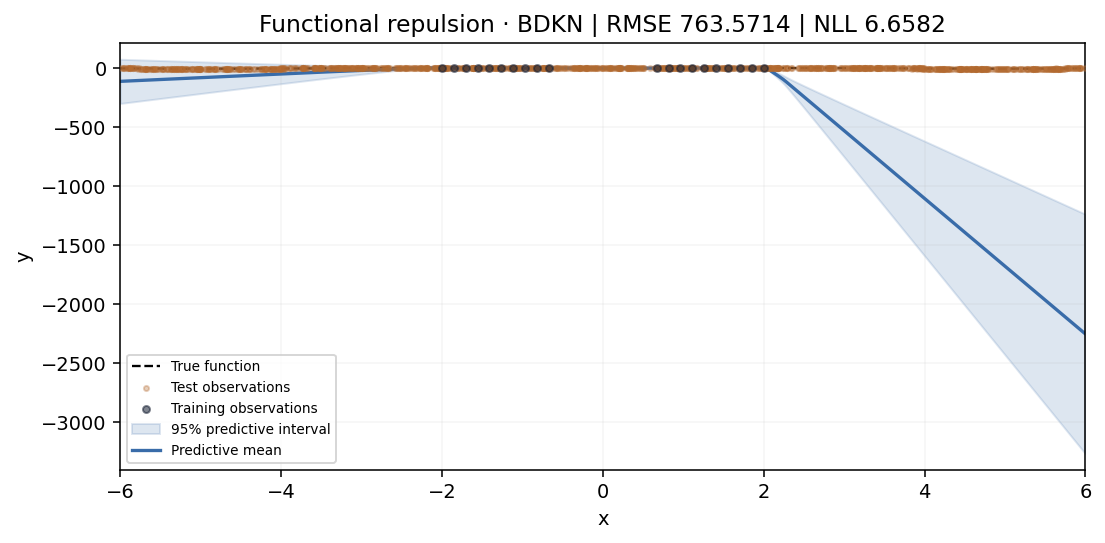 Functional repulsion · BDKN | RMSE 763.5714 | NLL 6.6582
y
0
−500
−1000
−1500
−2000
−2500
−3000
True function
Test observations
Training observations
95% predictive interval
Predictive mean
−6
−4
−2
0
2
4
6
x